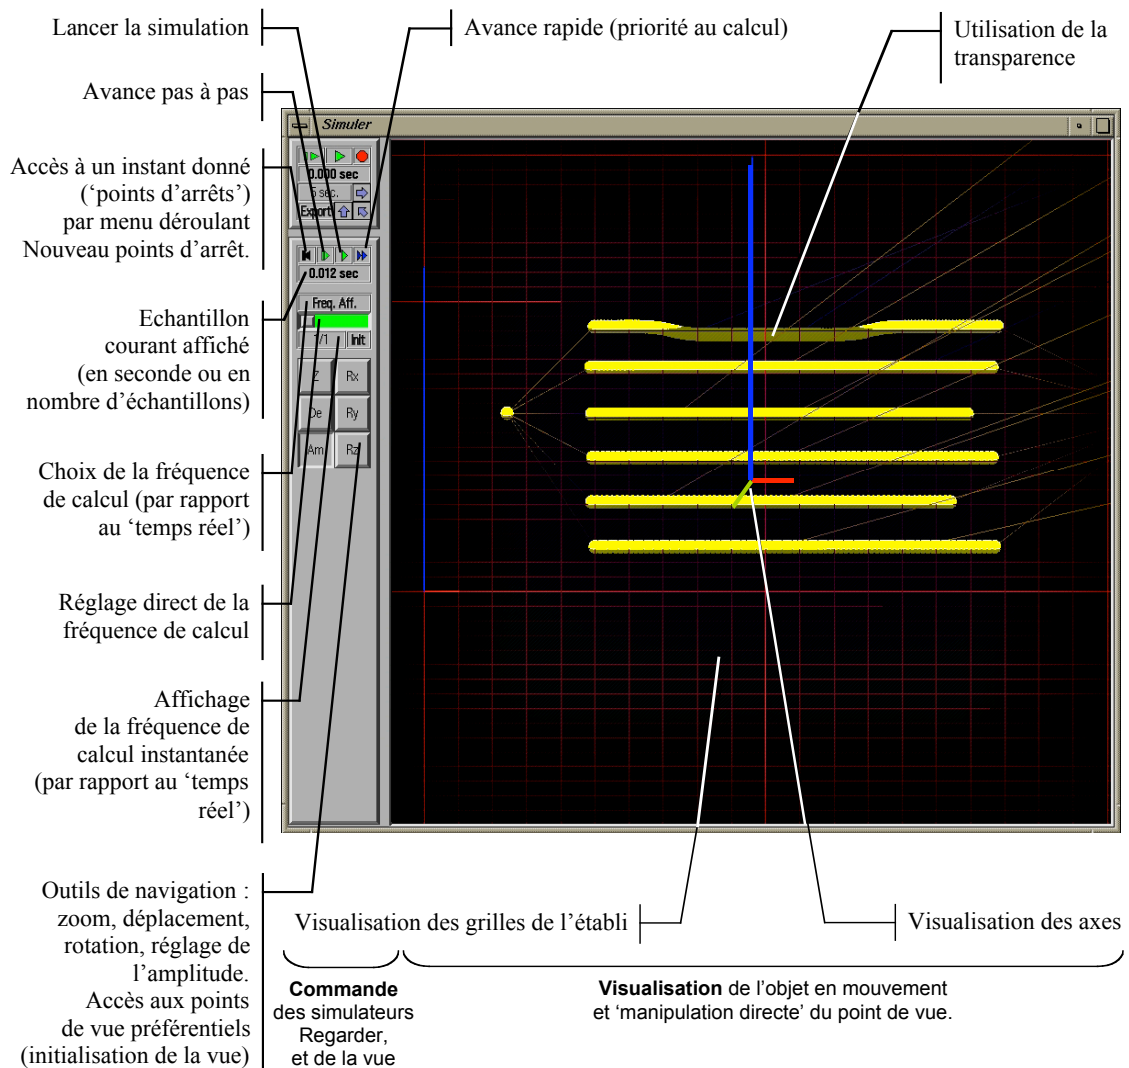 Lancer la simulation
Avance rapide (priorité au calcul)
Utilisation de la
transparence
Avance pas à pas
Simuler
Accès à un instant donné
(‘points d’arrêts’)
par menu déroulant
Nouveau points d’arrêt.
0.000 sec
5 sec.
Export
0.012 sec
Freq. Aff.
1/1
Init
Z
Rx
De
Ry
Am
Rz
Echantillon
courant affiché
(en seconde ou en
nombre d’échantillons)
Choix de la fréquence
de calcul (par rapport
au ‘temps réel’)
Réglage direct de la
fréquence de calcul
Affichage
de la fréquence de
calcul instantanée
(par rapport au ‘temps
réel’)
Outils de navigation :
zoom, déplacement,
rotation, réglage de
l’amplitude.
Accès aux points
de vue préférentiels
(initialisation de la vue)
Visualisation des grilles de l’établi
Visualisation des axes
Commande
des simulateurs
Regarder,
et de la vue
Visualisation de l’objet en mouvement
et ‘manipulation directe’ du point de vue.